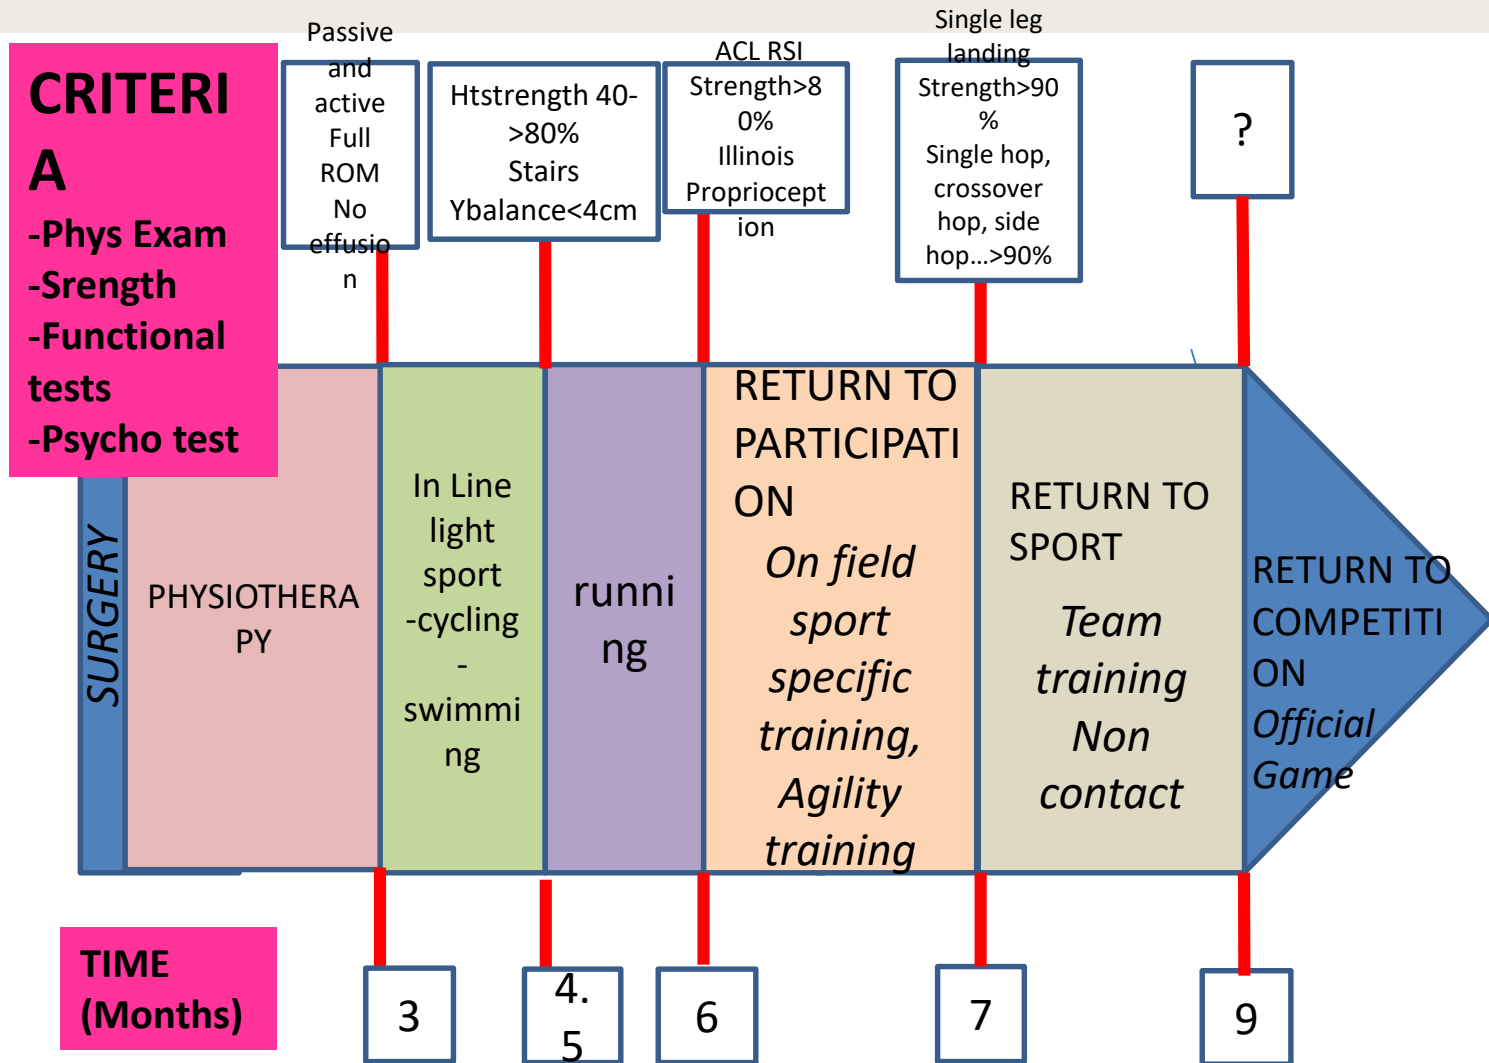 CRITERI
A
-Phys Exam
-Srength
-Functional
tests
-Psycho test
Passive
and
active
Full
ROM
No
effusio
n
Htstrength 40-
>80%
Stairs
Ybalance<4cm
ACL RSI
Strength>8
0%
Illinois
Propriocept
ion
Single leg
landing
Strength>90
%
Single hop,
crossover
hop, side
hop...>90%
?
SURGERY
PHYSIOTHERA
PY
In Line
light
sport
-cycling
-
swimmi
ng
runni
ng
RETURN TO
PARTICIPATI
ON
On field
sport
specific
training,
Agility
training
RETURN TO
SPORT
Team
training
Non
contact
RETURN TO
COMPETITI
ON
Official
Game
TIME
(Months)
3
4.
5
6
7
9